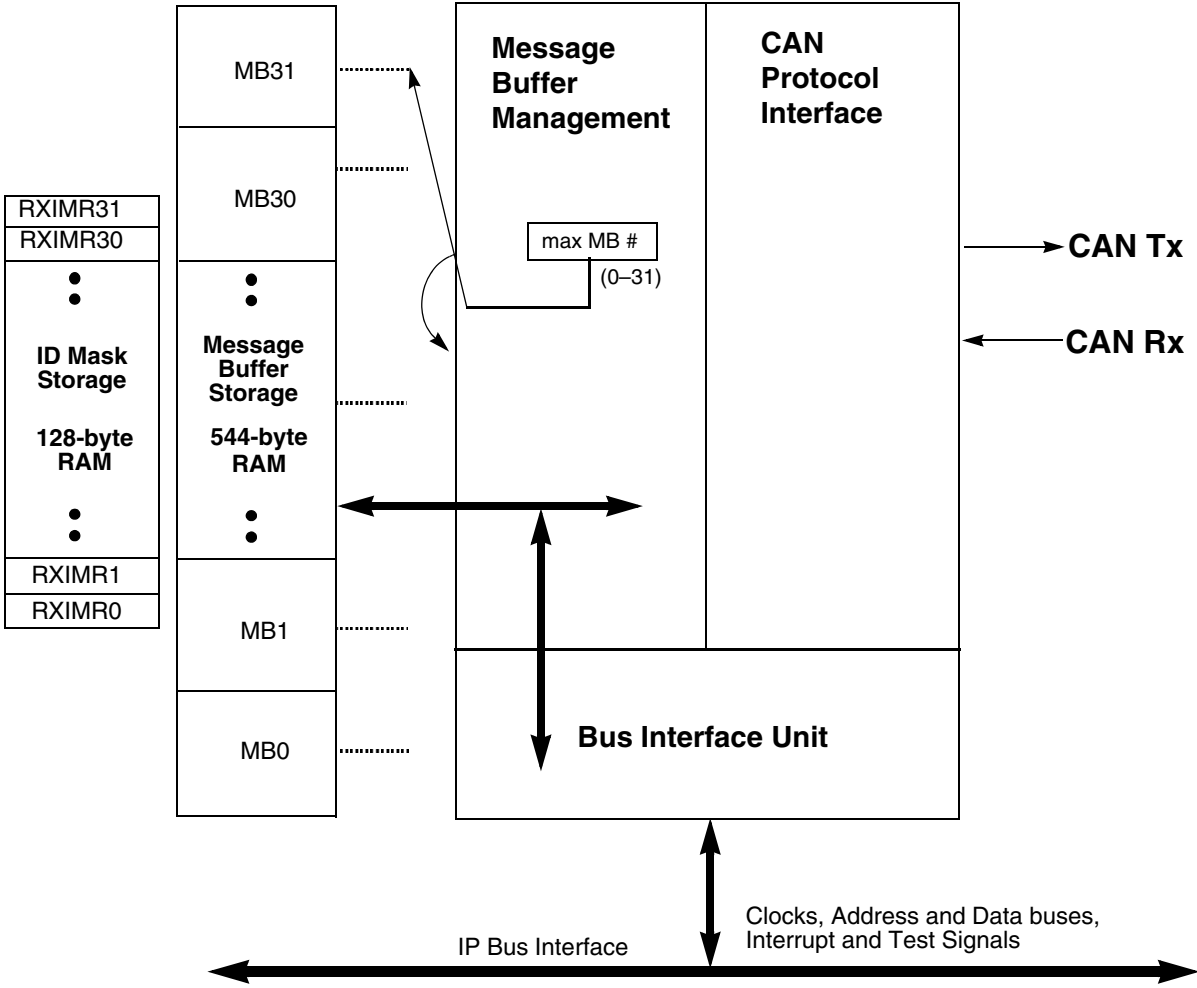 RXIMR31
RXIMR30
ID Mask
Storage
128-byte
RAM
RXIMR1
RXIMR0
MB31
MB30
Message
Buffer
Storage
544-byte
RAM
MB1
MB0
Message
Buffer
Management
max MB #
(0–31)
CAN
Protocol
Interface
CAN Tx
CAN Rx
Bus Interface Unit
IP Bus Interface
Clocks, Address and Data buses,
Interrupt and Test Signals